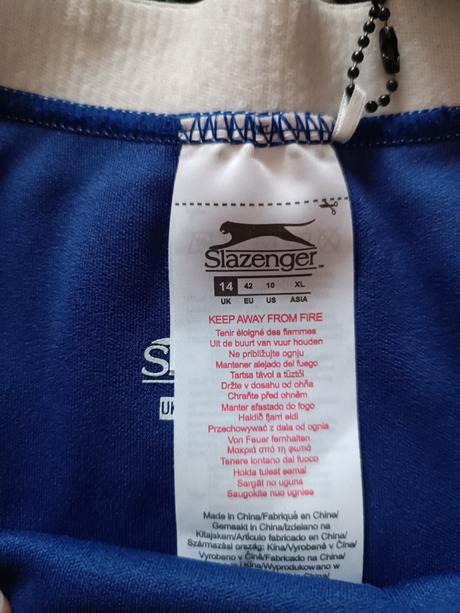 Slazenger
14 42 10 XL
UK EU US ASIA
KEEP AWAY FROM FIRE
Tenir éloigné des flammes
Uit de buurt van vuur houden
Ne približujte ognju
Mantener alejado del fuego
Tartsa távol a tűztől
Držte v dosahu od ohňa
Chraňte před ohněm
Manter afastado do fogo
Haldið fjarri eldi
Przechowywać z dala od ognia
Von Feuer fernhalten
Μακριά από τη φωτιά
Tenere lontano dal fuoco
Hoida tulest eemal
Sargāt no uguns
Saugokite nuo ugnies
Made in China/Fabriqué en China/
Gemaakt in China/Izdelano na
Kitajskem/Artículo fabricado en China/
Származási ország: Kína/Vyrobené v Číne/
Vyrobeno v Číně/Fabricado na China/
Kína/Wyprodukowano w
in China/
S
UK